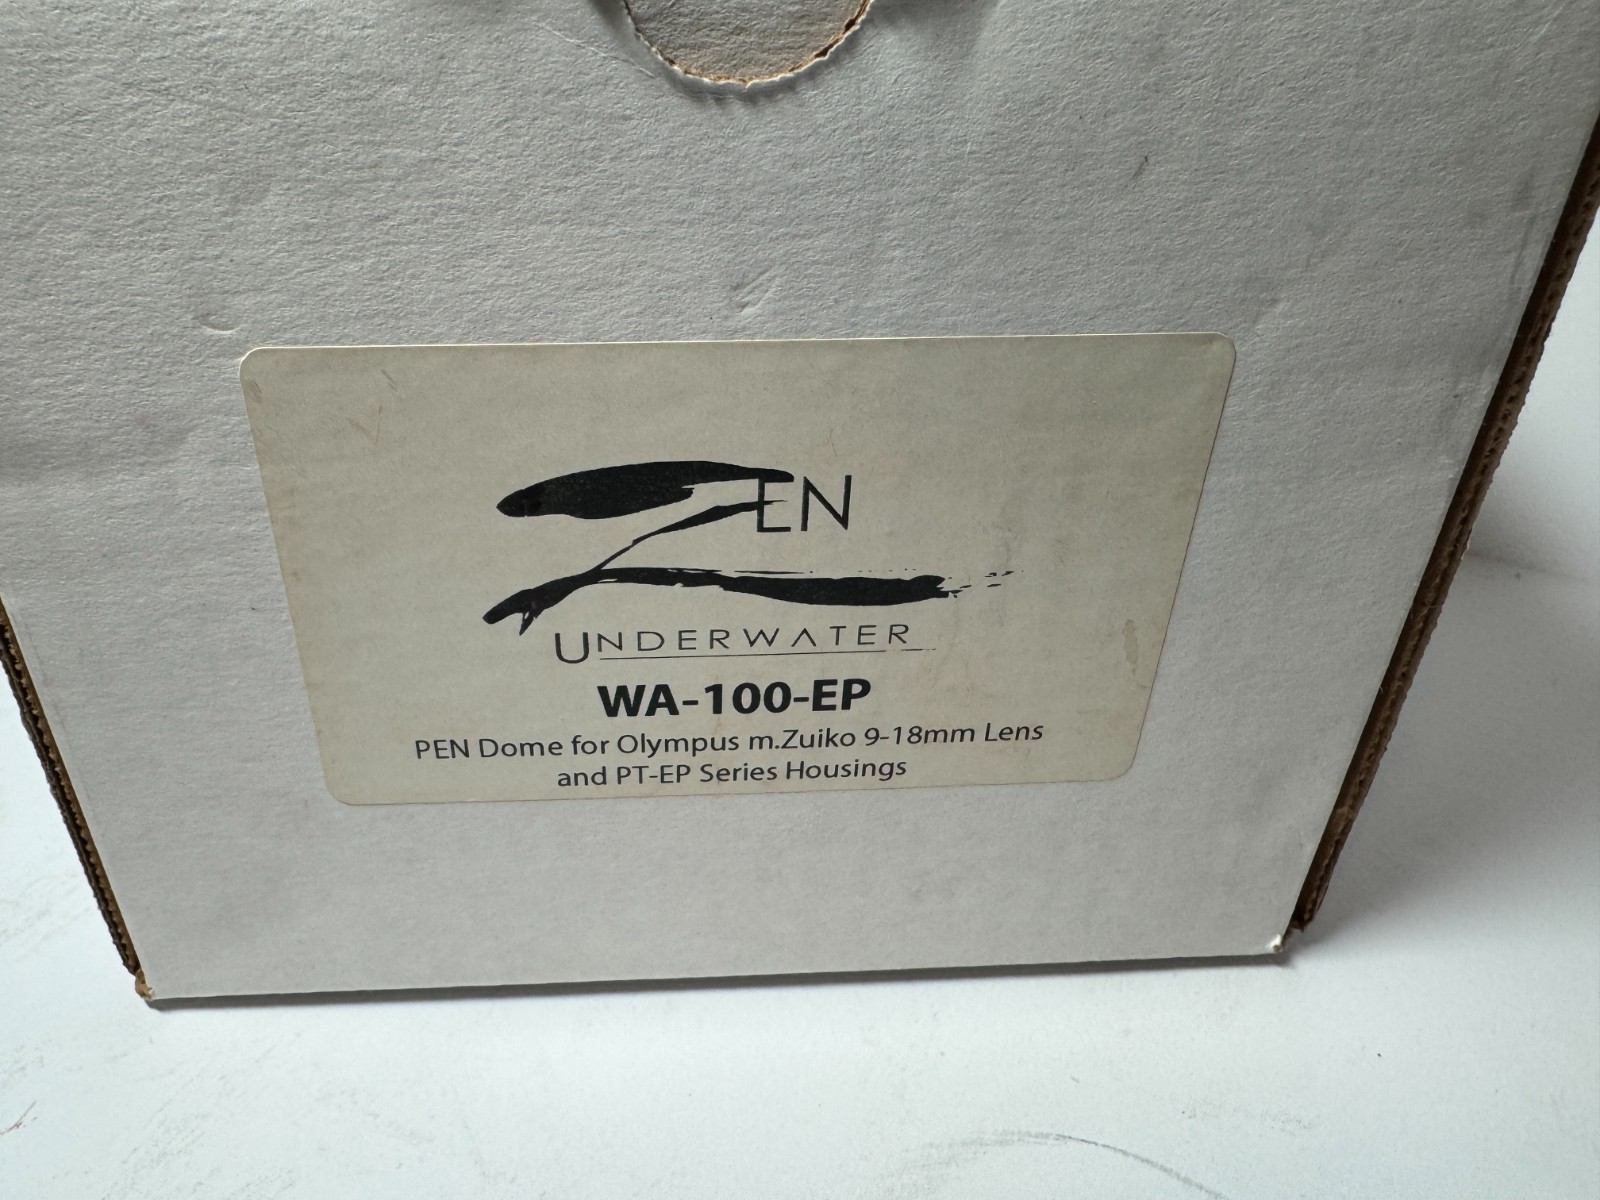 ZEN
UNDERWATER
WA-100-EP
PEN Dome for Olympus m.Zuiko 9-18mm Lens
and PT-EP Series Housings